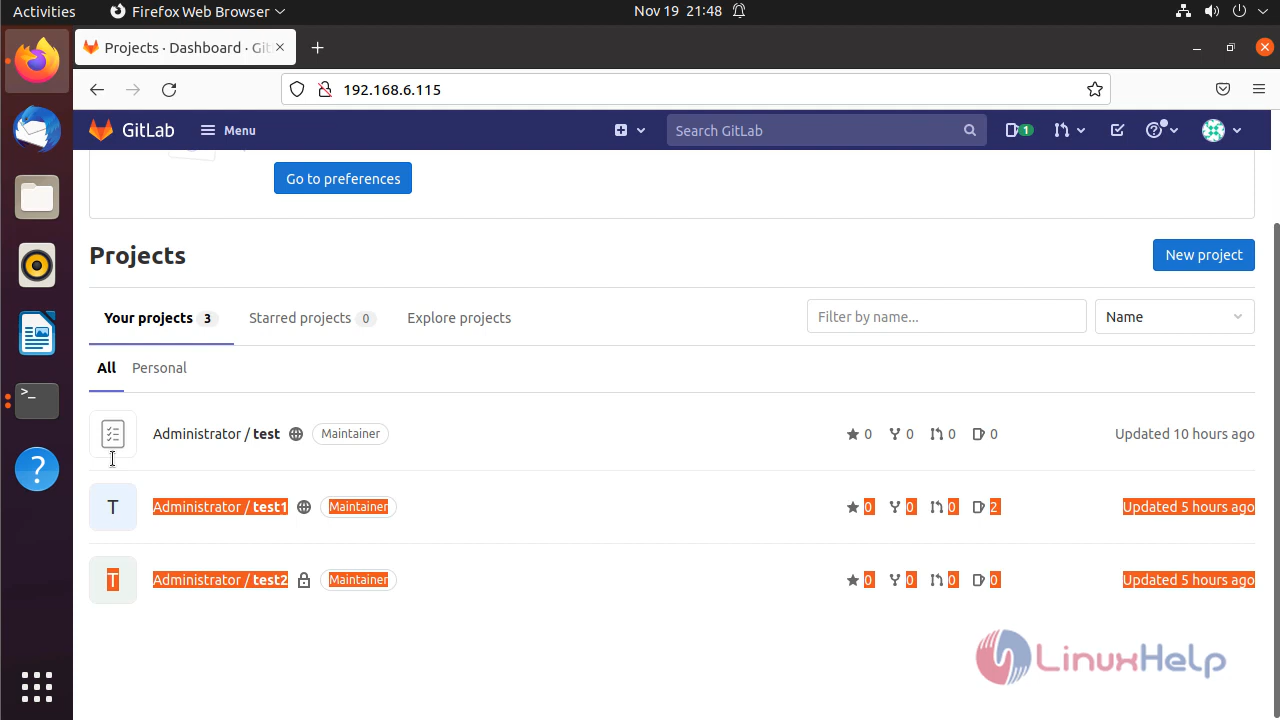 Activities Firefox Web Browser Nov 19 21:48
Projects · Dashboard · Git
192.168.6.115
GitLab Menu Search GitLab 1
Go to preferences
Projects New project
Your projects 3 Starred projects 0 Explore projects Filter by name... Name
All Personal
Administrator / test Maintainer 0 0 0 0 Updated 10 hours ago
T Administrator / test1 Maintainer 0 0 0 2 Updated 5 hours ago
T Administrator / test2 Maintainer 0 0 0 0 Updated 5 hours ago
LinuxHelp